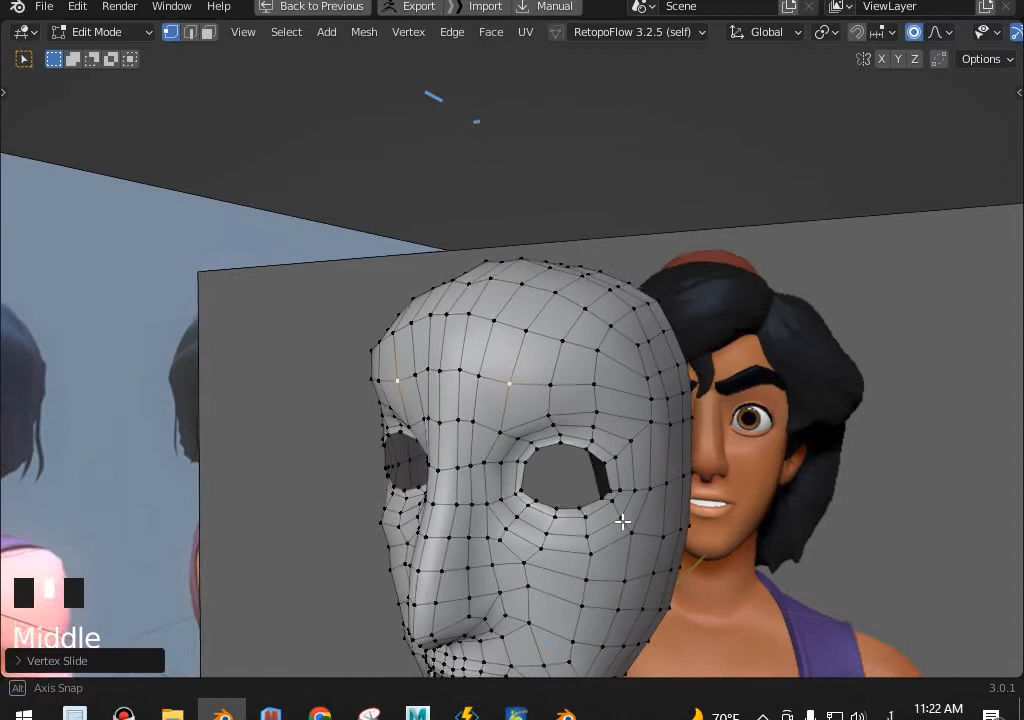 File Edit Render Window Help Back to Previous Export Import Manual Scene ViewLayer
Edit Mode View Select Add Mesh Vertex Edge Face UV RetopoFlow 3.2.5 (self) Global
X Y Z Options
Middle
Vertex Slide
Alt Axis Snap 3.0.1
70°F 11:22 AM